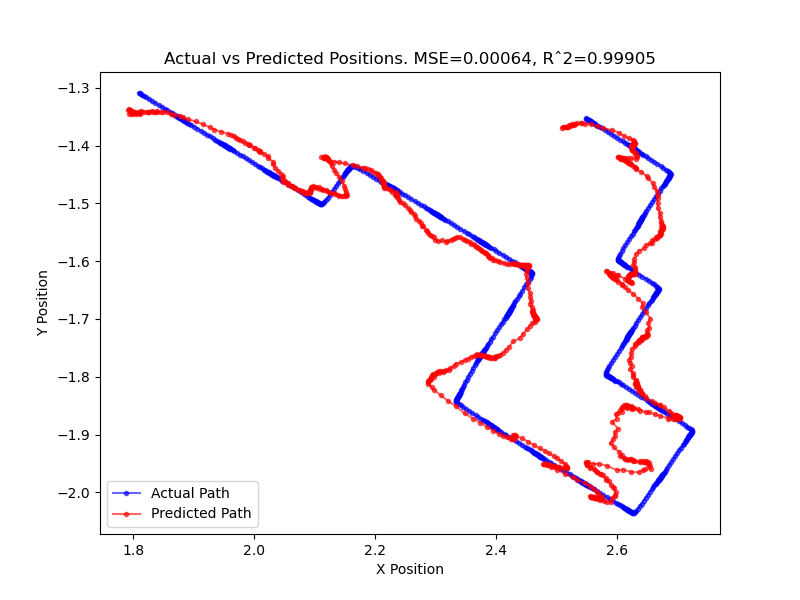 Actual vs Predicted Positions. MSE=0.00064, Rˆ2=0.99905
Y Position
−1.3
−1.4
−1.5
−1.6
−1.7
−1.8
−1.9
−2.0
Actual Path
Predicted Path
1.8 2.0 2.2 2.4 2.6
X Position